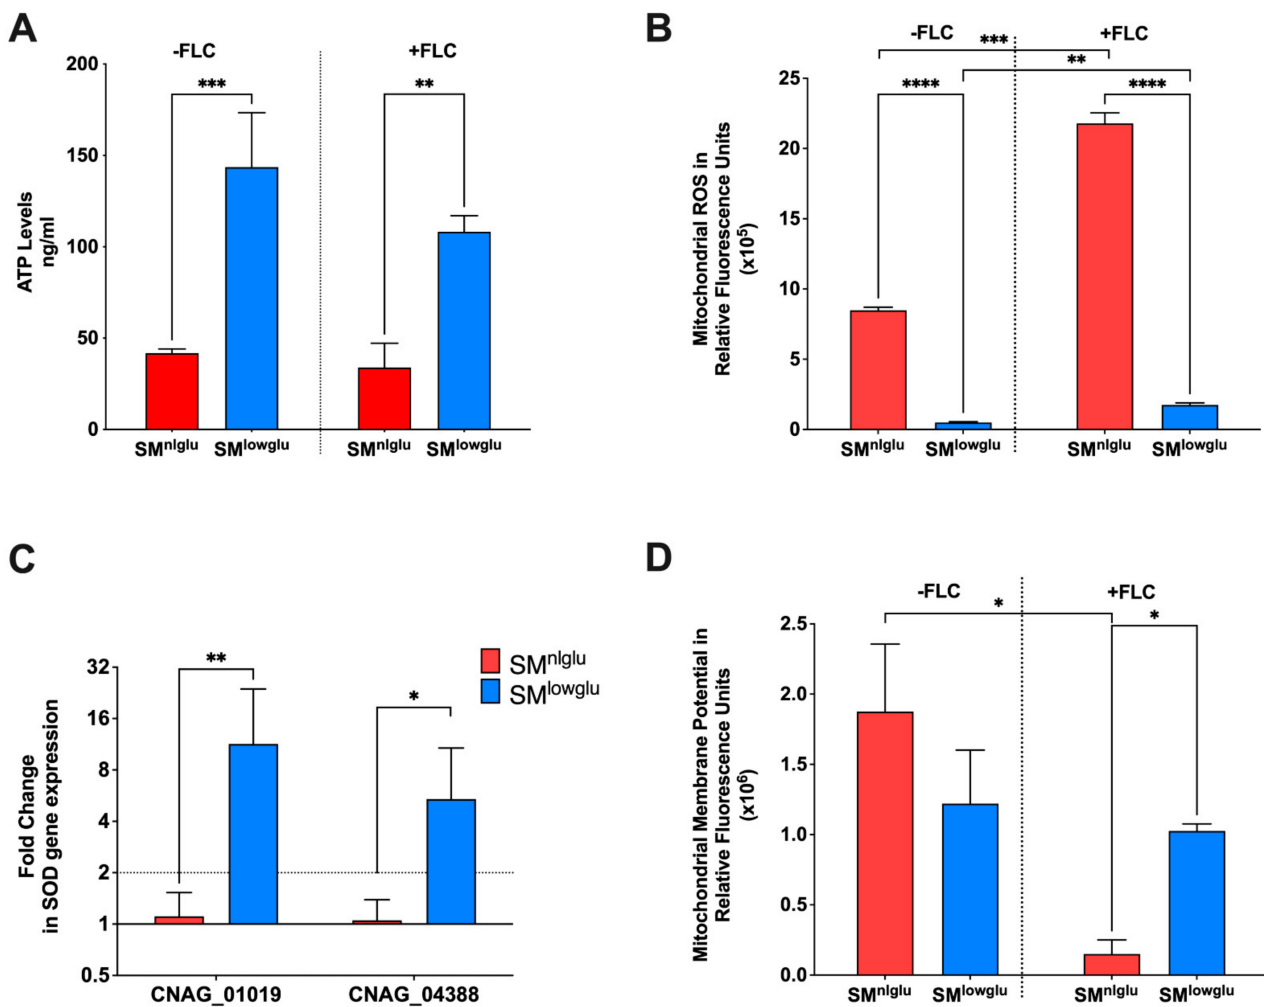 A
-FLC
+FLC
***
**
200
150
100
50
0
ATP Levels
ng/ml
SMnlglu
SMlowglu
SMnlglu
SMlowglu
B
-FLC
+FLC
***
**
****
****
25
20
15
10
5
0
Mitochondrial ROS in
Relative Fluorescence Units
(x10⁵)
SMnlglu
SMlowglu
SMnlglu
SMlowglu
C
SMnlglu
SMlowglu
**
*
32
16
8
4
2
1
0.5
Fold Change
in SOD gene expression
CNAG_01019
CNAG_04388
D
-FLC
+FLC
*
*
2.5
2.0
1.5
1.0
0.5
0.0
Mitochondrial Membrane Potential in
Relative Fluorescence Units
(x10⁶)
SMnlglu
SMlowglu
SMnlglu
SMlowglu